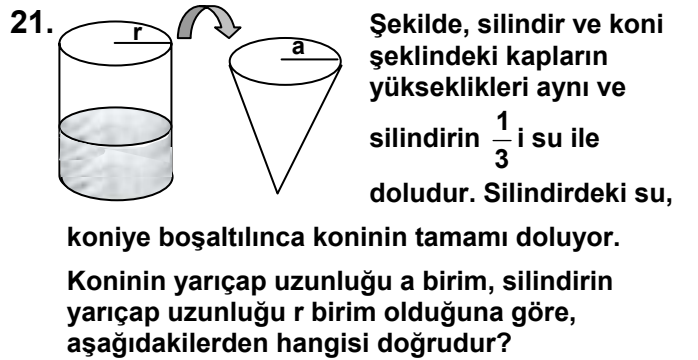 21.
r
a
Şekilde, silindir ve koni
şeklindeki kapların
yükseklikleri aynı ve
silindirin 1/3 i su ile
doludur. Silindirdeki su,
koniye boşaltılınca koninin tamamı doluyor.
Koninin yarıçap uzunluğu a birim, silindirin
yarıçap uzunluğu r birim olduğuna göre,
aşağıdakilerden hangisi doğrudur?